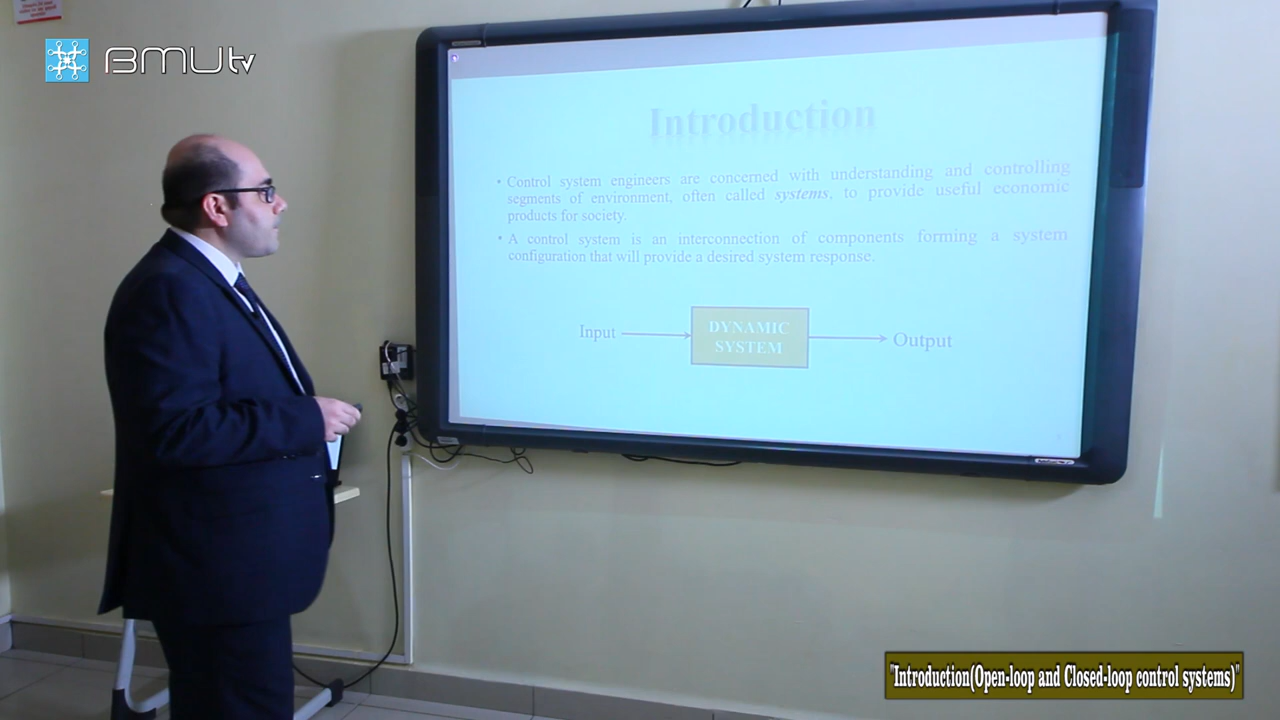 BMUtv
Introduction
• Control system engineers are concerned with understanding and controlling
segments of environment, often called systems, to provide useful economic
products for society.
• A control system is an interconnection of components forming a system
configuration that will provide a desired system response.
Input
DYNAMIC
SYSTEM
Output
"Introduction(Open-loop and Closed-loop control systems)"